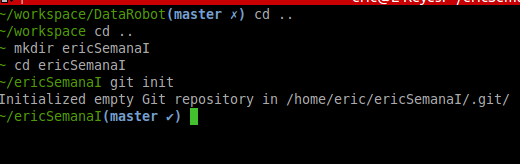 ~/workspace/DataRobot(master ✗) cd ..
~/workspace cd ..
~ mkdir ericSemanaI
~ cd ericSemanaI
~/ericSemanaI git init
Initialized empty Git repository in /home/eric/ericSemanaI/.git/
~/ericSemanaI(master ✔)